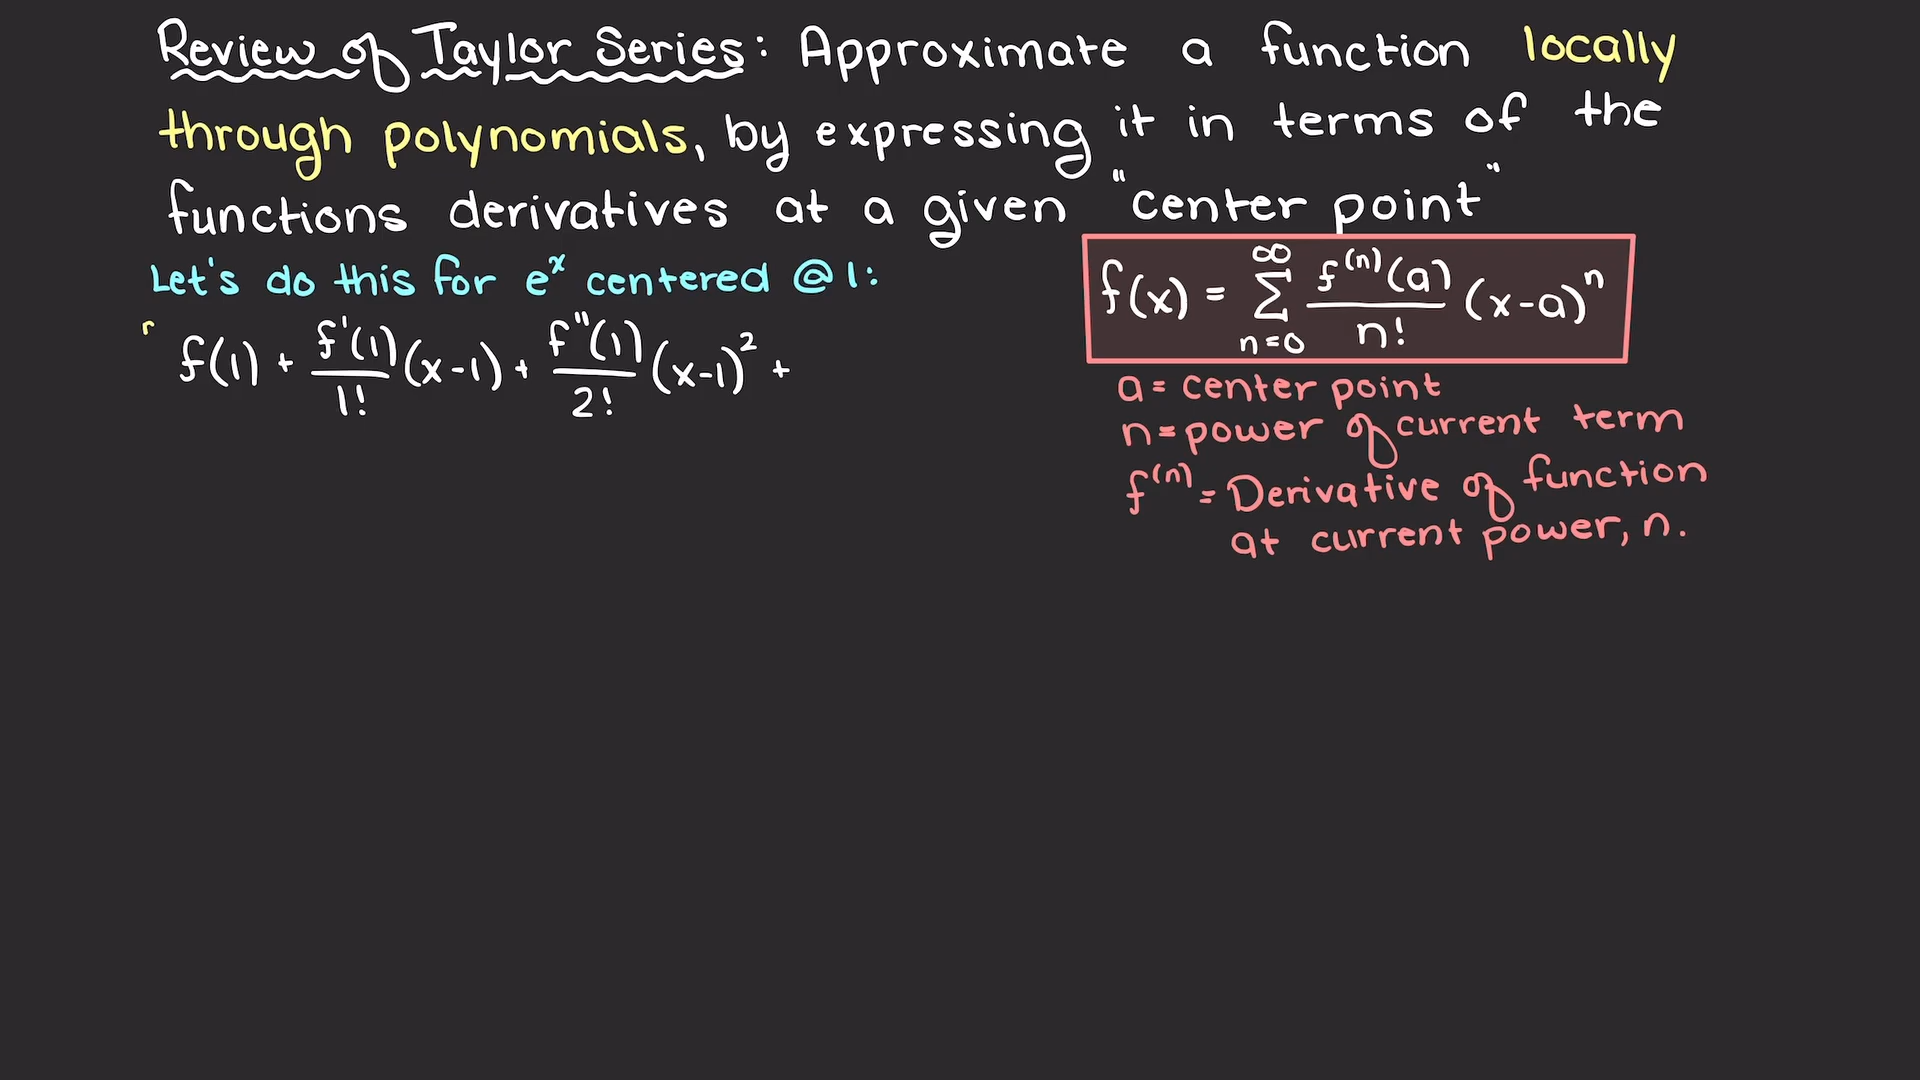 Review of Taylor Series: Approximate a function locally
through polynomials, by expressing it in terms of the
functions derivatives at a given "center point"
Let's do this for eˣ centered @ 1:
f(1) + f'(1)/1! (x-1) + f''(1)/2! (x-1)² +
f(x) = ∞ Σ n=0 f⁽ⁿ⁾(a)/n! (x-a)ⁿ
a = center point
n = power of current term
f⁽ⁿ⁾ = Derivative of function
at current power, n.